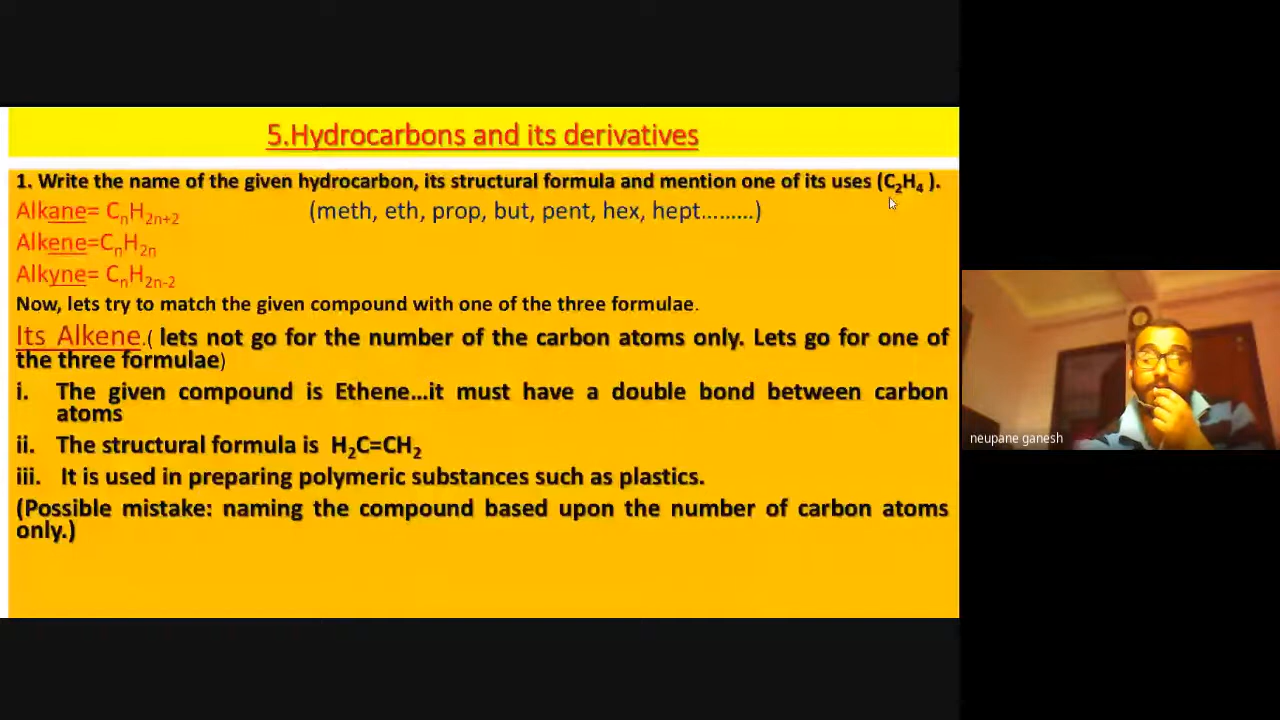 5.Hydrocarbons and its derivatives
1. Write the name of the given hydrocarbon, its structural formula and mention one of its uses (C₂H₄ ).
Alkane= CₙH₂ₙ₊₂ (meth, eth, prop, but, pent, hex, hept.........)
Alkene=CₙH₂ₙ
Alkyne= CₙH₂ₙ₋₂
Now, lets try to match the given compound with one of the three formulae.
Its Alkene.( lets not go for the number of the carbon atoms only. Lets go for one of
the three formulae)
i. The given compound is Ethene...it must have a double bond between carbon
atoms
ii. The structural formula is H₂C=CH₂
iii. It is used in preparing polymeric substances such as plastics.
(Possible mistake: naming the compound based upon the number of carbon atoms
only.)
neupane ganesh